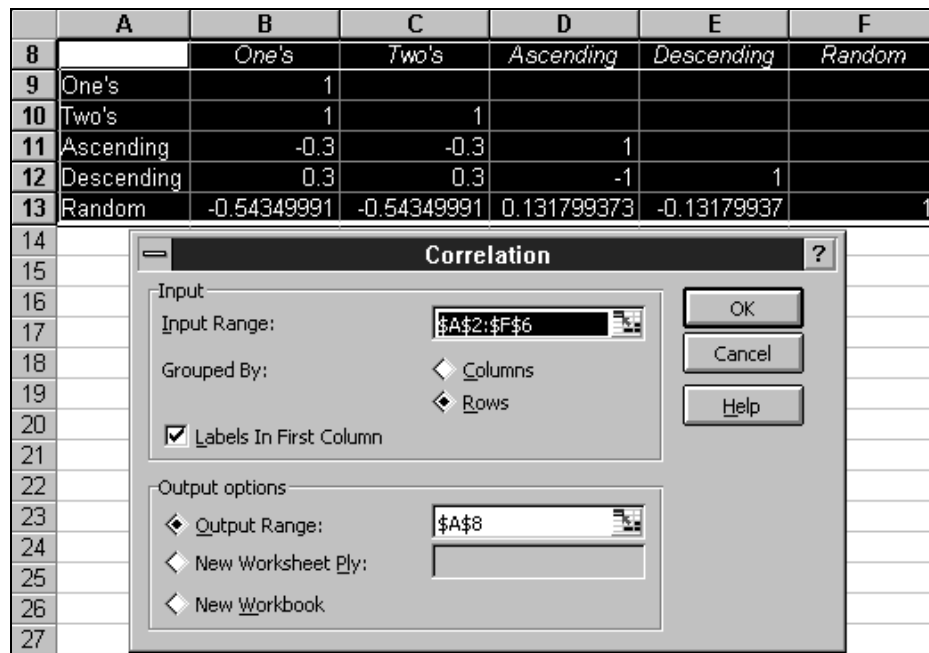 A B C D E F
8 One's Two's Ascending Descending Random
9 One's 1
10 Two's 1 1
11 Ascending -0.3 -0.3 1
12 Descending 0.3 0.3 -1 1
13 Random -0.54349991 -0.54349991 0.131799373 -0.13179937 1
14
Correlation ?
15
16 Input
17 Input Range: $A$2:$F$6 OK
18 Grouped By: Columns Cancel
19 Rows Help
20 Labels In First Column
21
22 Output options
23 Output Range: $A$8
24 New Worksheet Ply:
25
26 New Workbook
27